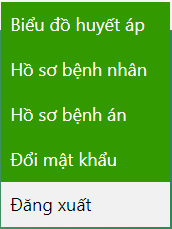 Biểu đồ huyết áp
Hồ sơ bệnh nhân
Hồ sơ bệnh án
Đổi mật khẩu
Đăng xuất